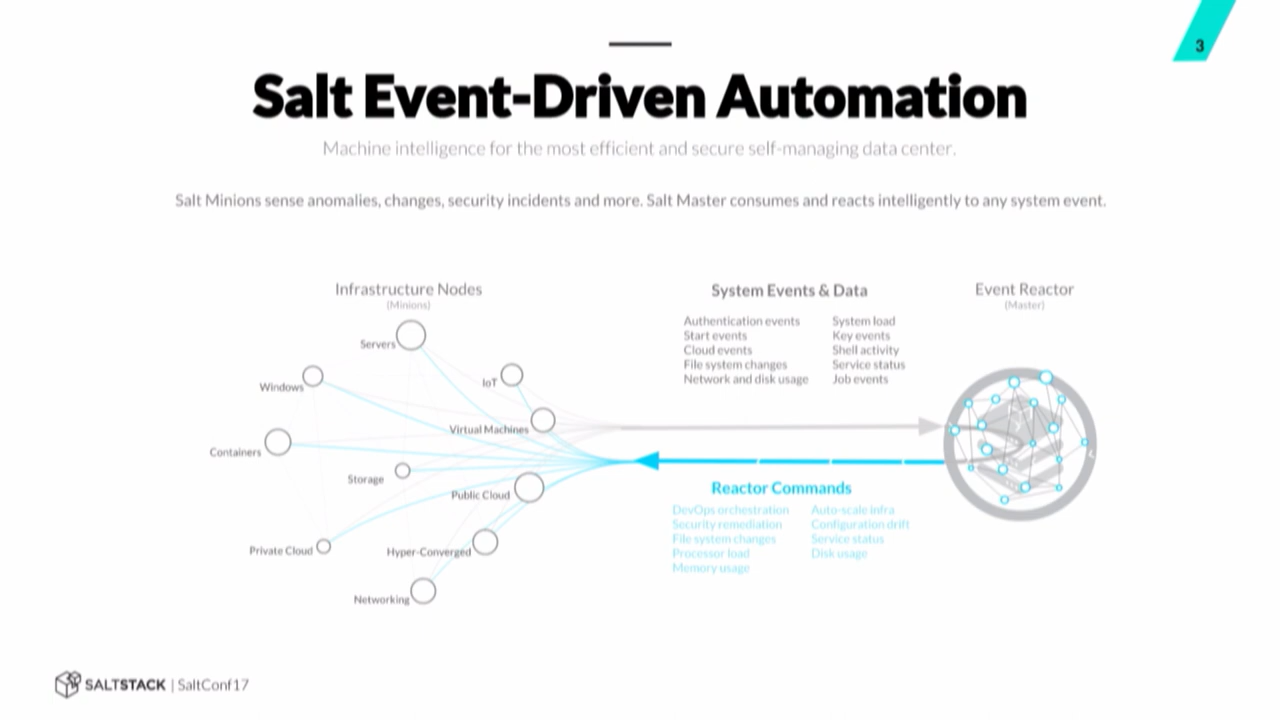 3
Salt Event-Driven Automation
Machine intelligence for the most efficient and secure self-managing data center.
Salt Minions sense anomalies, changes, security incidents and more. Salt Master consumes and reacts intelligently to any system event.
Infrastructure Nodes
(Minions)
Servers
IoT
Windows
Virtual Machines
Containers
Storage
Public Cloud
Private Cloud
Hyper-Converged
Networking
System Events & Data
Authentication events
Start events
Cloud events
File system changes
Network and disk usage
System load
Key events
Shell activity
Service status
Job events
Event Reactor
(Master)
Reactor Commands
DevOps orchestration
Security remediation
File system changes
Processor load
Memory usage
Auto-scale infra
Configuration drift
Service status
Disk usage
SALTSTACK | SaltConf17